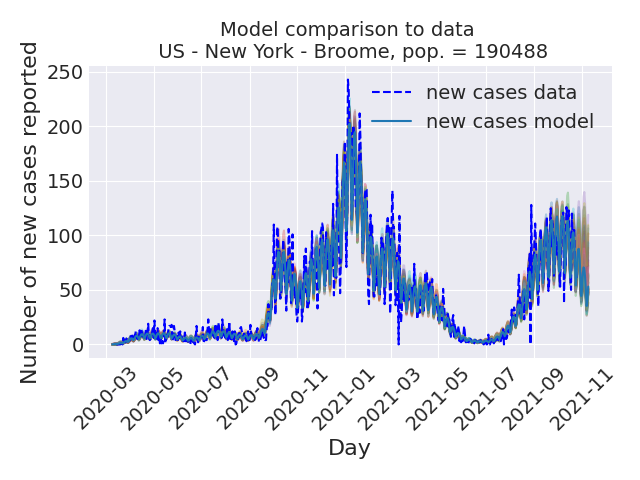 Model comparison to data
US - New York - Broome, pop. = 190488
Number of new cases reported
250
200
150
100
50
0
new cases data
new cases model
2020-03
2020-05
2020-07
2020-09
2020-11
2021-01
2021-03
2021-05
2021-07
2021-09
2021-11
Day